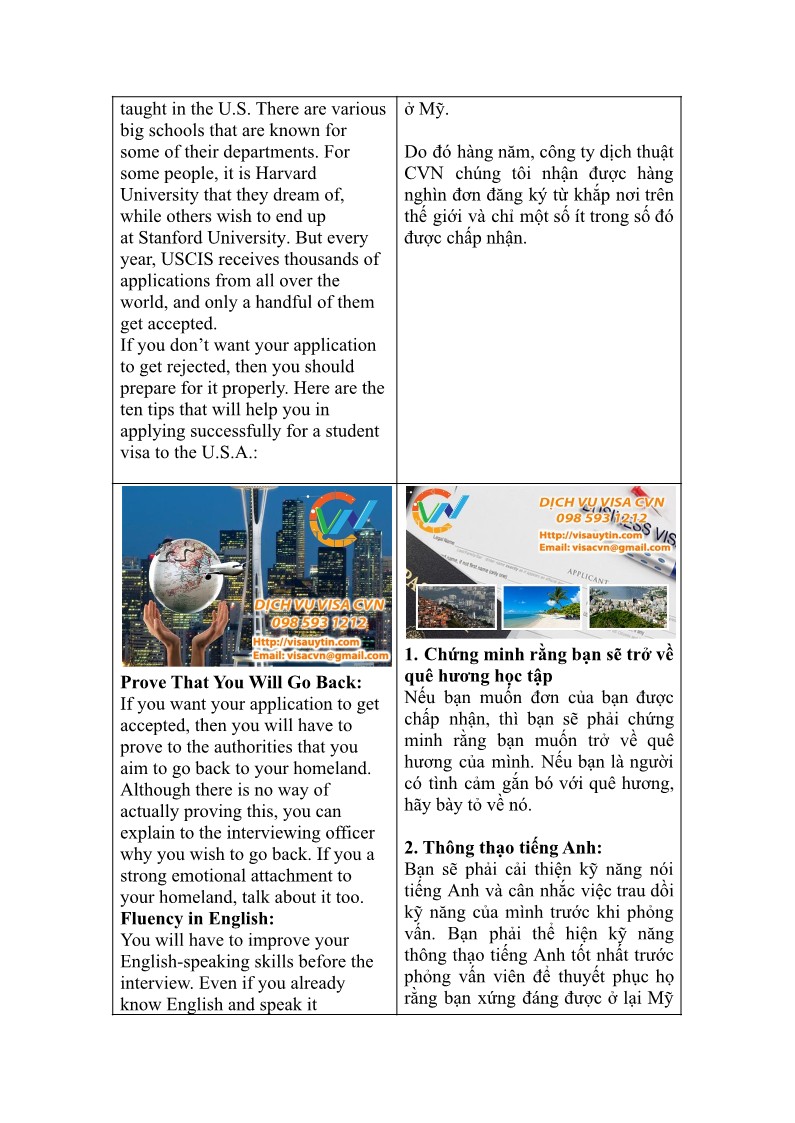 taught in the U.S. There are various
big schools that are known for
some of their departments. For
some people, it is Harvard
University that they dream of,
while others wish to end up
at Stanford University. But every
year, USCIS receives thousands of
applications from all over the
world, and only a handful of them
get accepted.
If you don’t want your application
to get rejected, then you should
prepare for it properly. Here are the
ten tips that will help you in
applying successfully for a student
visa to the U.S.A.:
ở Mỹ.
Do đó hàng năm, công ty dịch thuật
CVN chúng tôi nhận được hàng
nghìn đơn đăng ký từ khắp nơi trên
thế giới và chỉ một số ít trong số đó
được chấp nhận.
CVN
DỊCH VỤ VISA CVN
098 593 1212
Http://visauytin.com
Email: visacvn@gmail.com
Prove That You Will Go Back:
If you want your application to get
accepted, then you will have to
prove to the authorities that you
aim to go back to your homeland.
Although there is no way of
actually proving this, you can
explain to the interviewing officer
why you wish to go back. If you a
strong emotional attachment to
your homeland, talk about it too.
Fluency in English:
You will have to improve your
English-speaking skills before the
interview. Even if you already
know English and speak it
CVN
DỊCH VỤ VISA CVN
098 593 1212
Http://visauytin.com
Email: visacvn@gmail.com
APPLICANT
1. Chứng minh rằng bạn sẽ trở về
quê hương học tập
Nếu bạn muốn đơn của bạn được
chấp nhận, thì bạn sẽ phải chứng
minh rằng bạn muốn trở về quê
hương của mình. Nếu bạn là người
có tình cảm gắn bó với quê hương,
hãy bày tỏ về nó.
2. Thông thạo tiếng Anh:
Bạn sẽ phải cải thiện kỹ năng nói
tiếng Anh và cân nhắc việc trau dồi
kỹ năng của mình trước khi phỏng
vấn. Bạn phải thể hiện kỹ năng
thông thạo tiếng Anh tốt nhất trước
phỏng vấn viên để thuyết phục họ
rằng bạn xứng đáng được ở lại Mỹ